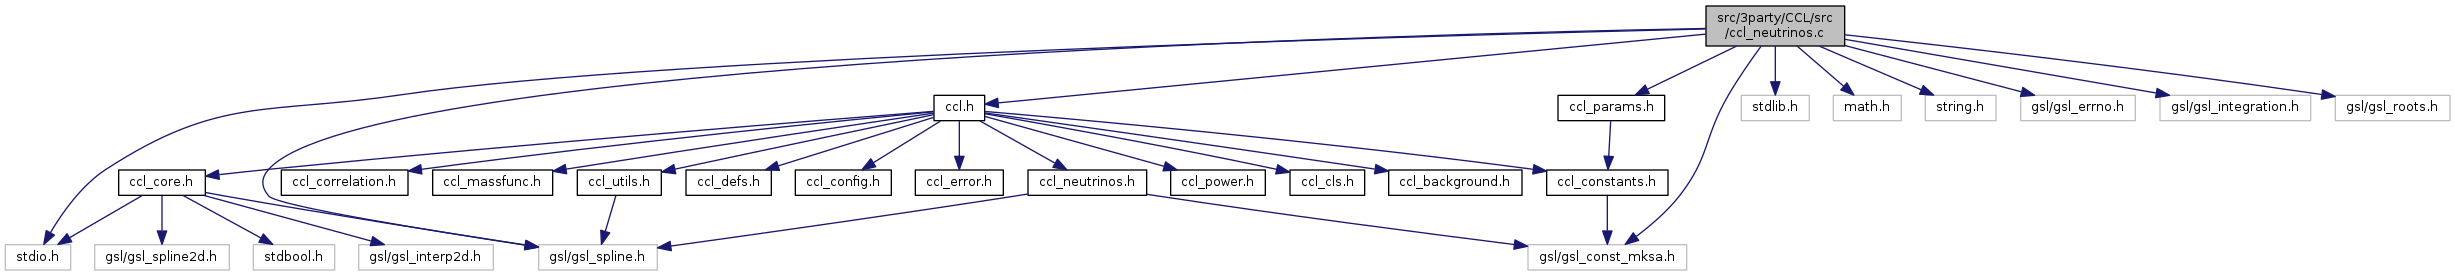 src/3party/CCL/src
/ccl_neutrinos.c
ccl.h
ccl_params.h
stdlib.h
math.h
string.h
gsl/gsl_errno.h
gsl/gsl_integration.h
gsl/gsl_roots.h
ccl_core.h
ccl_correlation.h
ccl_massfunc.h
ccl_utils.h
ccl_defs.h
ccl_config.h
ccl_error.h
ccl_neutrinos.h
ccl_power.h
ccl_cls.h
ccl_background.h
ccl_constants.h
stdio.h
gsl/gsl_spline2d.h
stdbool.h
gsl/gsl_interp2d.h
gsl/gsl_spline.h
gsl/gsl_const_mksa.h